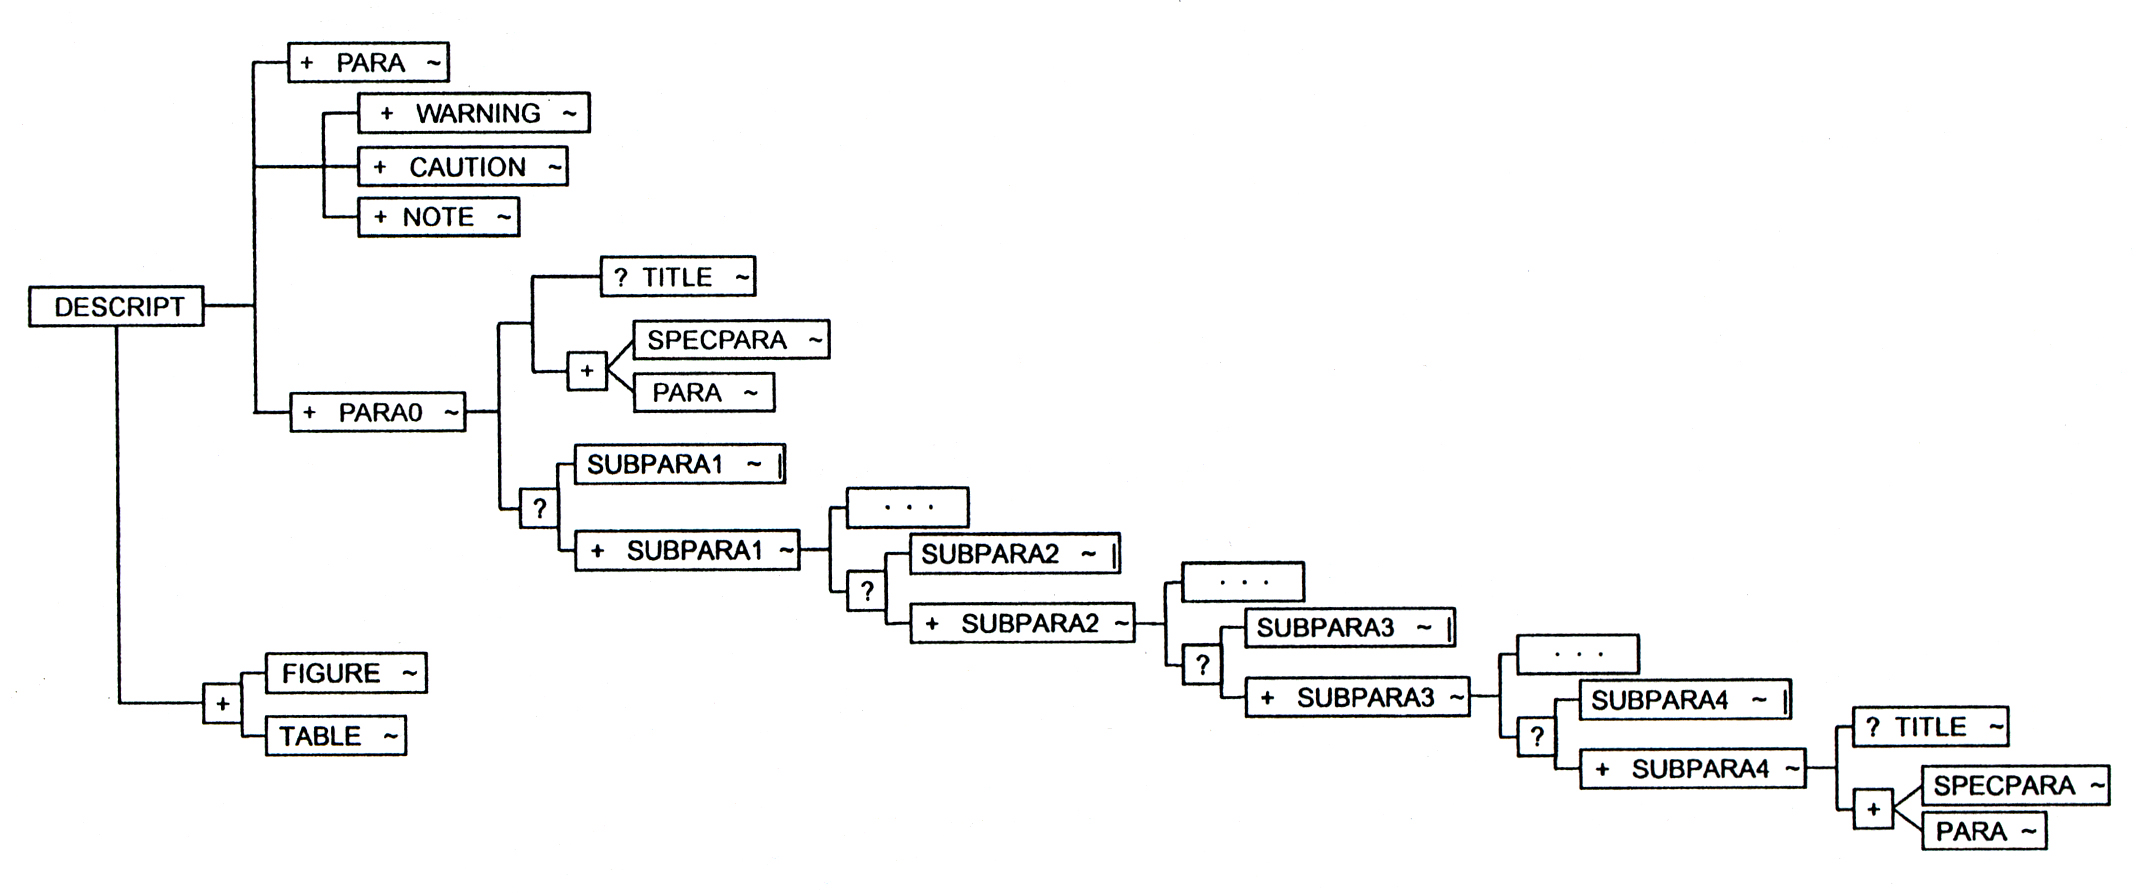 + PARA ~
+ WARNING ~
+ CAUTION ~
+ NOTE ~
DESCRIPT
? TITLE ~
+
SPECPARA ~
PARA ~
+ PARA0 ~
?
SUBPARA1 ~ |
+ SUBPARA1 ~
. . .
?
SUBPARA2 ~ |
+ SUBPARA2 ~
. . .
?
SUBPARA3 ~ |
+ SUBPARA3 ~
. . .
?
SUBPARA4 ~ |
+ SUBPARA4 ~
? TITLE ~
+
SPECPARA ~
PARA ~
+
FIGURE ~
TABLE ~